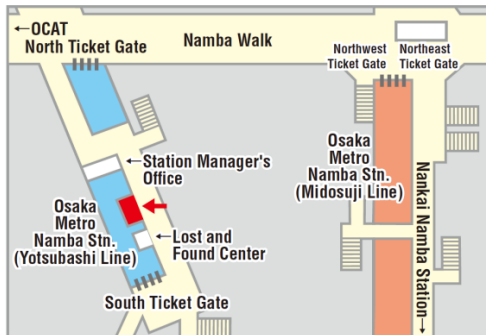 ←OCAT
North Ticket Gate
Namba Walk
Northwest
Ticket Gate
Northeast
Ticket Gate
←Station Manager's
Office
Osaka
Metro
Namba Stn.
(Midosuji Line)
Osaka
Metro
Namba Stn.
(Yotsubashi Line)
←Lost and
Found Center
South Ticket Gate
Nankai Namba Station→